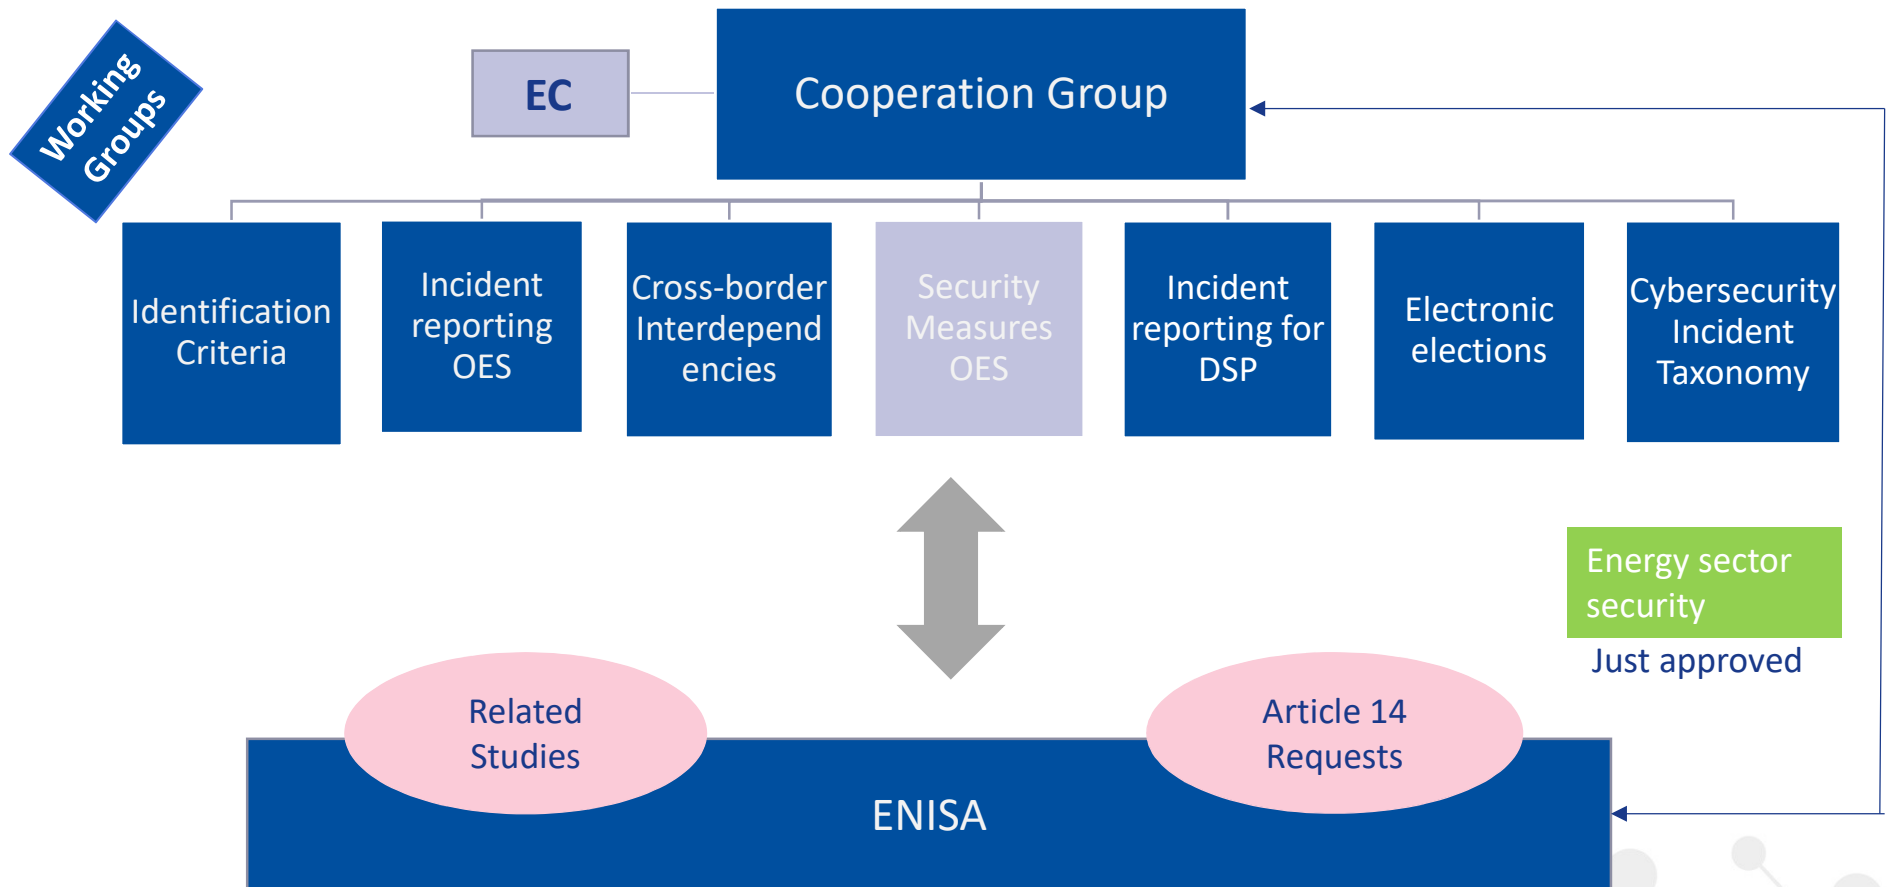 Working
Groups
EC
Cooperation Group
Identification
Criteria
Incident
reporting
OES
Cross-border
Interdepend
encies
Security
Measures
OES
Incident
reporting for
DSP
Electronic
elections
Cybersecurity
Incident
Taxonomy
Energy sector
security
Just approved
Related
Studies
Article 14
Requests
ENISA